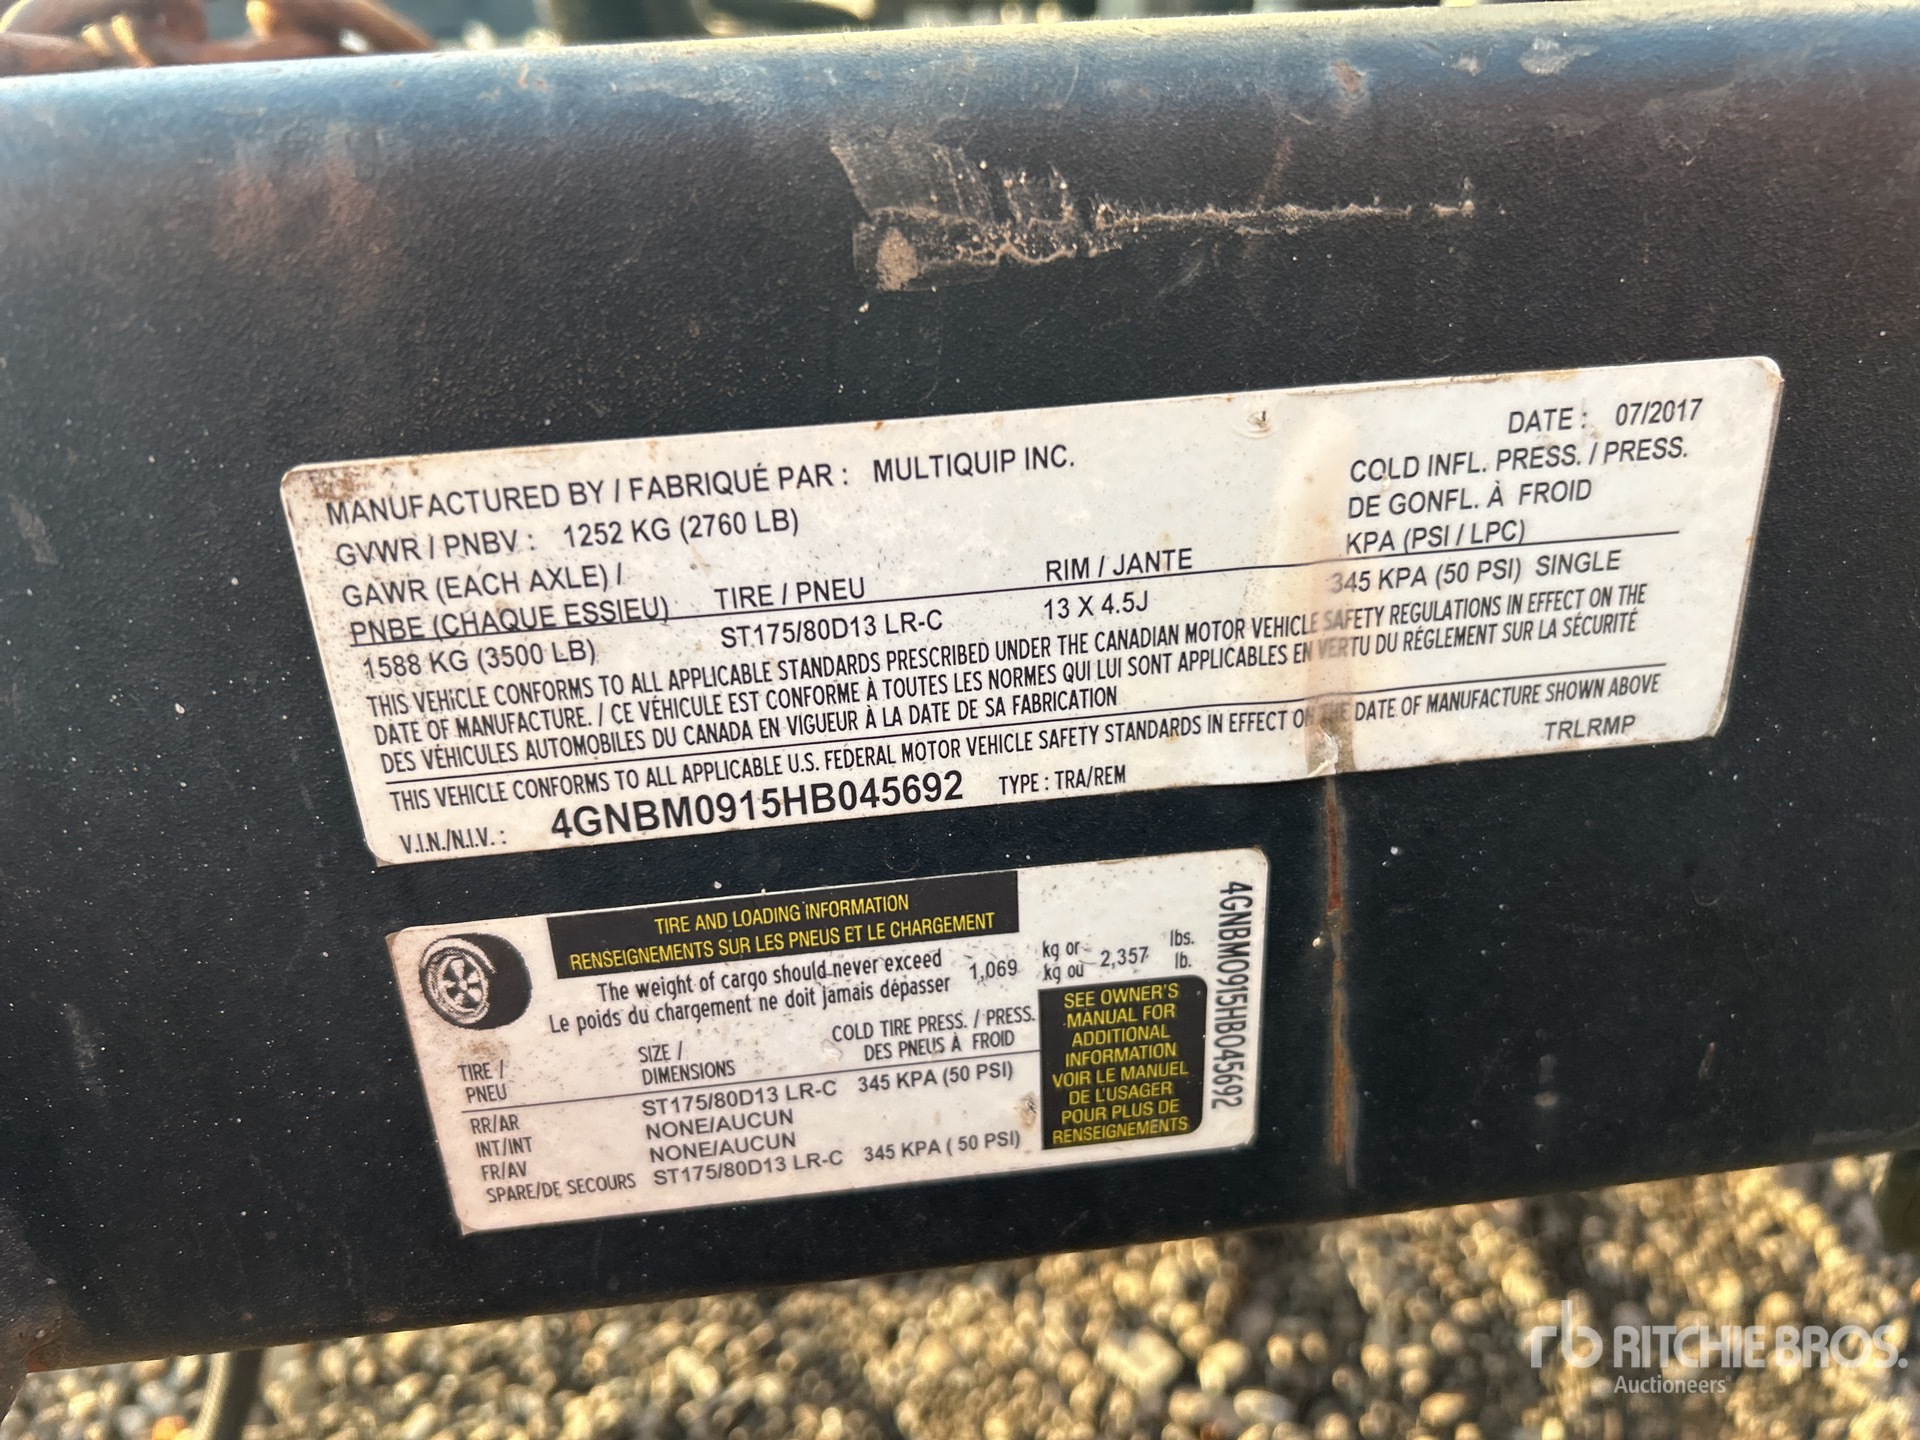 MANUFACTURED BY / FABRIQUÉ PAR : MULTIQUIP INC. DATE : 07/2017
GVWR / PNBV : 1252 KG (2760 LB)
COLD INFL. PRESS. / PRESS.
DE GONFL. À FROID
KPA (PSI / LPC)
GAWR (EACH AXLE) /
PNBE (CHAQUE ESSIEU) TIRE / PNEU RIM / JANTE
1588 KG (3500 LB) ST175/80D13 LR-C 13 X 4.5J 345 KPA (50 PSI) SINGLE
THIS VEHICLE CONFORMS TO ALL APPLICABLE STANDARDS PRESCRIBED UNDER THE CANADIAN MOTOR VEHICLE SAFETY REGULATIONS IN EFFECT ON THE
DATE OF MANUFACTURE. / CE VÉHICULE EST CONFORME À TOUTES LES NORMES QUI LUI SONT APPLICABLES EN VERTU DU RÉGLEMENT SUR LA SÉCURITÉ
DES VÉHICULES AUTOMOBILES DU CANADA EN VIGUEUR À LA DATE DE SA FABRICATION
THIS VEHICLE CONFORMS TO ALL APPLICABLE U.S. FEDERAL MOTOR VEHICLE SAFETY STANDARDS IN EFFECT ON THE DATE OF MANUFACTURE SHOWN ABOVE
V.I.N./N.I.V. : 4GNBM0915HB045692 TYPE : TRA/REM TRLRMP
TIRE AND LOADING INFORMATION
RENSEIGNEMENTS SUR LES PNEUS ET LE CHARGEMENT
The weight of cargo should never exceed
Le poids du chargement ne doit jamais dépasser
1,069 kg or
kg ou 2,357 lbs.
lb.
TIRE /
PNEU
SIZE /
DIMENSIONS
COLD TIRE PRESS. / PRESS.
DES PNEUS À FROID
RR/AR ST175/80D13 LR-C 345 KPA (50 PSI)
INT/INT NONE/AUCUN
FR/AV NONE/AUCUN
SPARE/DE SECOURS ST175/80D13 LR-C 345 KPA ( 50 PSI)
SEE OWNER'S
MANUAL FOR
ADDITIONAL
INFORMATION
VOIR LE MANUEL
DE L'USAGER
POUR PLUS DE
RENSEIGNEMENTS
4GNBM0915HB045692
rb RITCHIE BROS.
Auctioneers